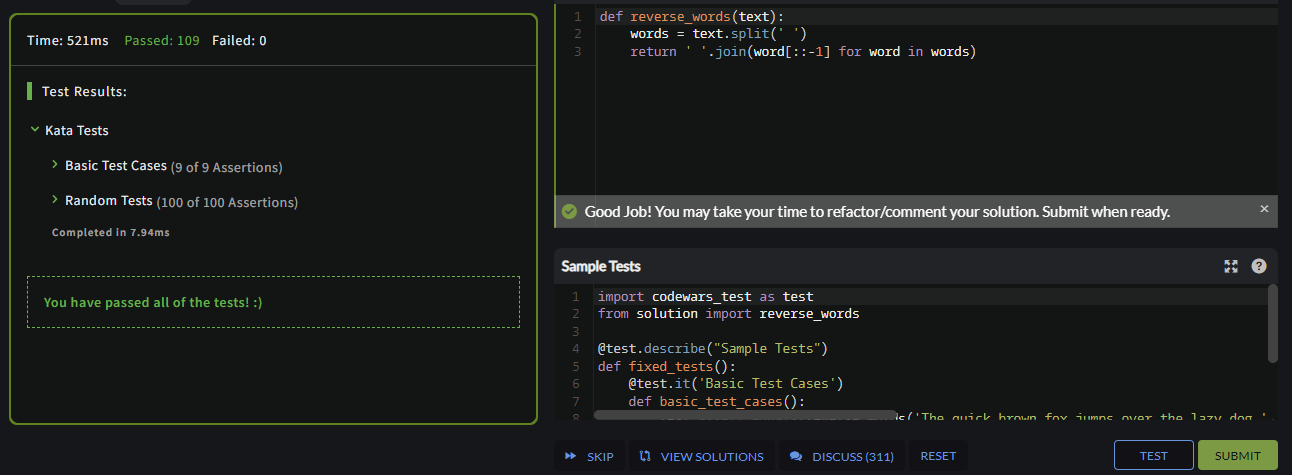 Time: 521ms Passed: 109 Failed: 0
Test Results:
Kata Tests
Basic Test Cases (9 of 9 Assertions)
Random Tests (100 of 100 Assertions)
Completed in 7.94ms
You have passed all of the tests! :)
1 def reverse_words(text):
2     words = text.split(' ')
3     return ' '.join(word[::-1] for word in words)
Good Job! You may take your time to refactor/comment your solution. Submit when ready. ×
Sample Tests ?
1 import codewars_test as test
2 from solution import reverse_words
3
4 @test.describe("Sample Tests")
5 def fixed_tests():
6     @test.it('Basic Test Cases')
7     def basic_test_cases():
8 ('The quick brown fox jumps over the lazy dog.'
SKIP VIEW SOLUTIONS DISCUSS (311) RESET TEST SUBMIT